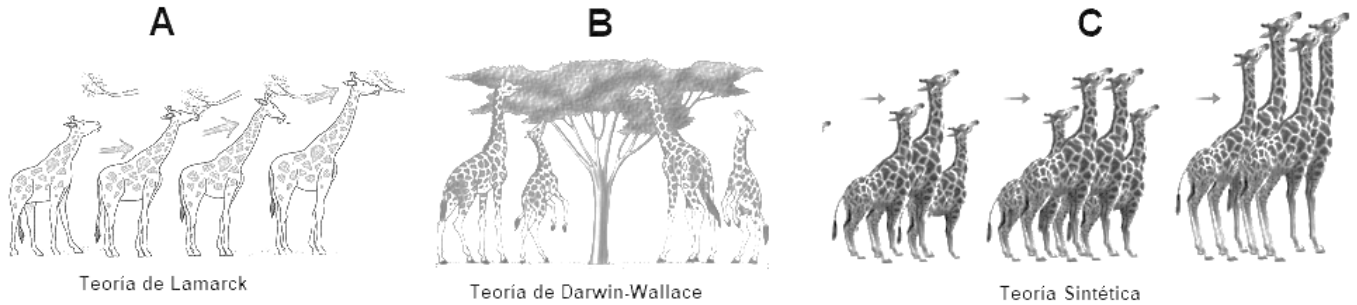 A
B
C
Teoría de Lamarck
Teoría de Darwin-Wallace
Teoría Sintética